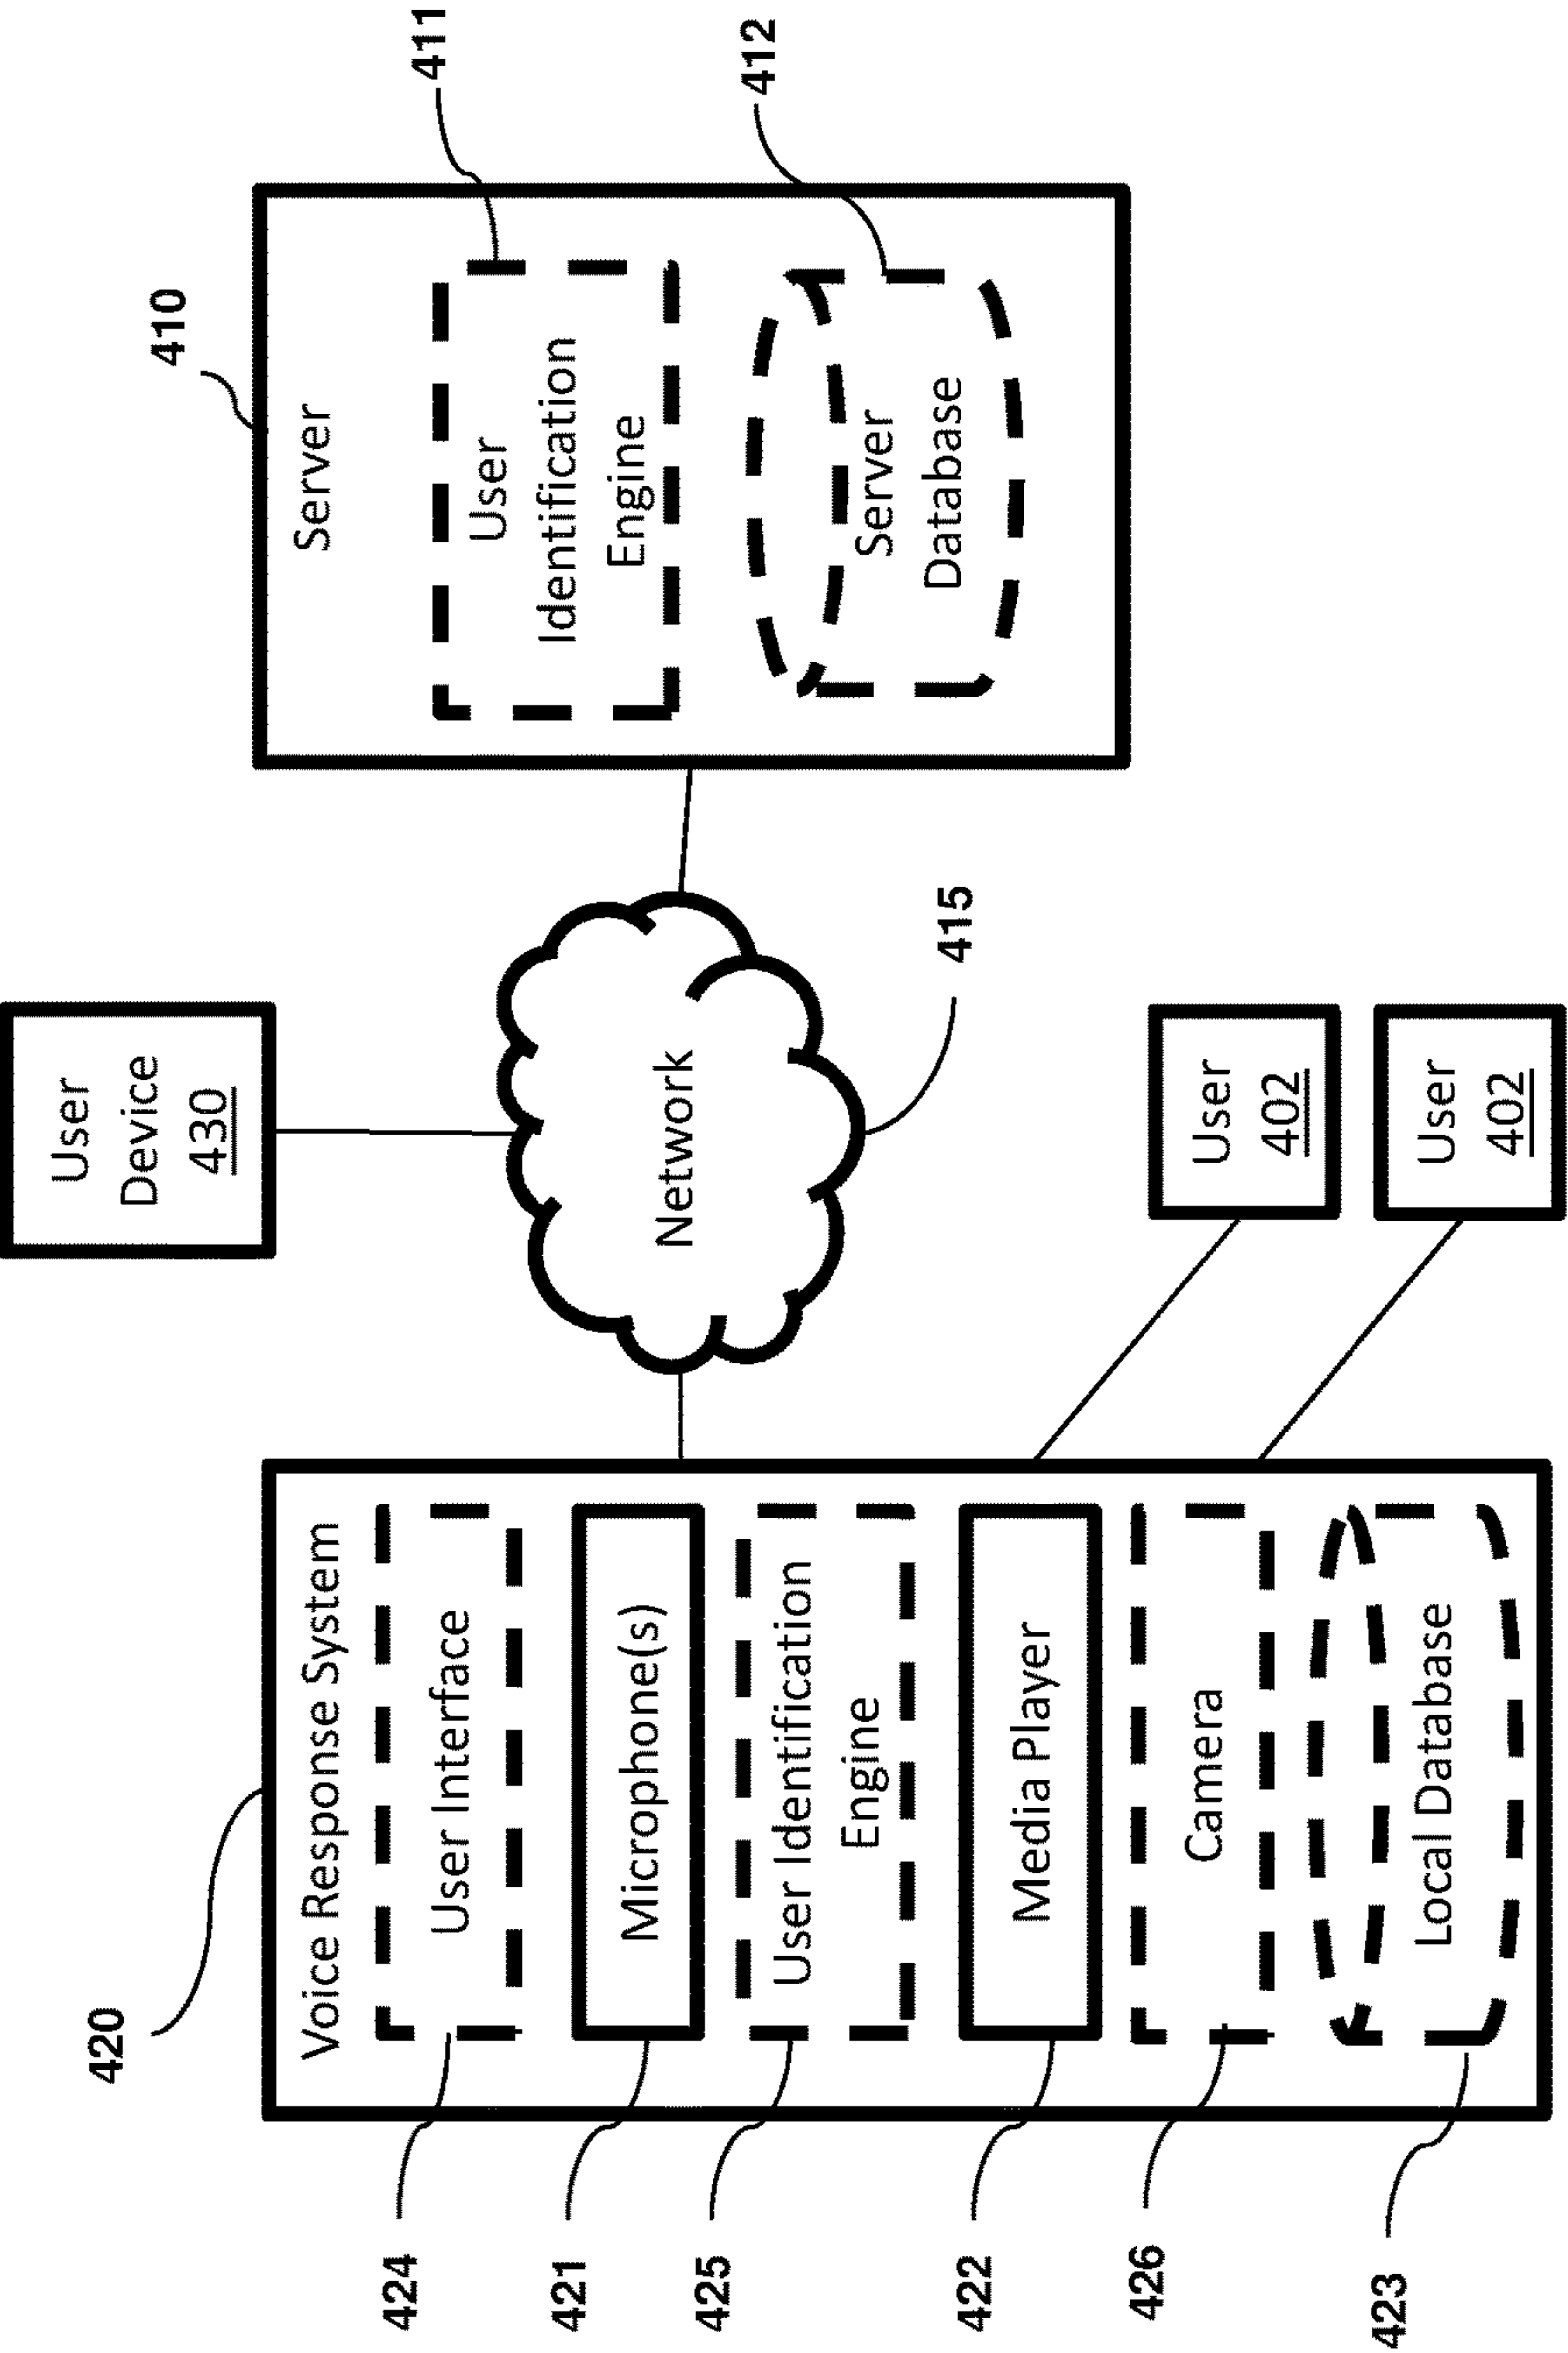 420
Voice Response System
424
User Interface
421
Microphone(s)
425
User Identification
Engine
422
Media Player
426
Camera
423
Local Database
User
Device
430
Network
415
User
402
User
402
410
Server
411
User
Identification
Engine
412
Server
Database